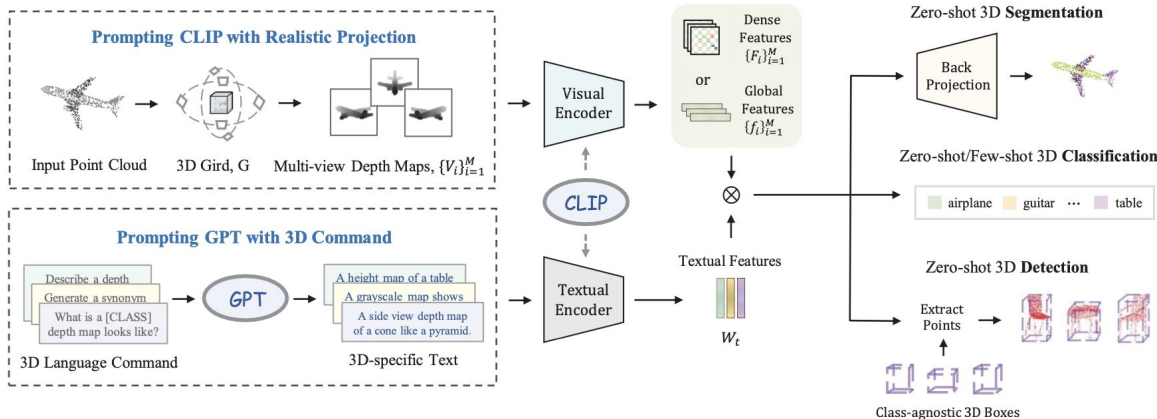 Prompting CLIP with Realistic Projection
Input Point Cloud
3D Gird, G
Multi-view Depth Maps, {V_i}_{i=1}^M
Prompting GPT with 3D Command
Describe a depth
Generate a synonym
What is a [CLASS]
depth map looks like?
3D Language Command
GPT
A height map of a table
A grayscale map shows
A side view depth map
of a cone like a pyramid.
3D-specific Text
Visual
Encoder
CLIP
Textual
Encoder
Dense
Features
{F_i}_{i=1}^M
or
Global
Features
{f_i}_{i=1}^M
⊗
Textual Features
W_t
Zero-shot 3D Segmentation
Back
Projection
Zero-shot/Few-shot 3D Classification
airplane guitar ··· table
Zero-shot 3D Detection
Extract
Points
Class-agnostic 3D Boxes